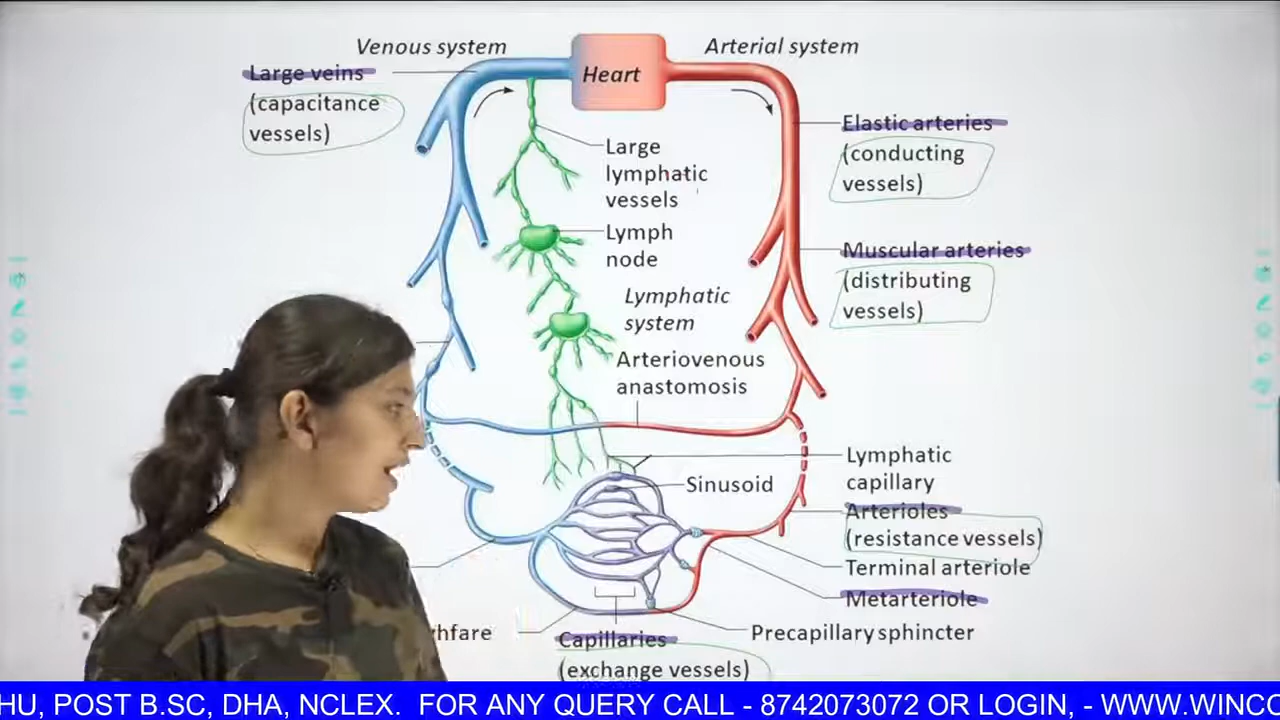 Venous system
Heart
Arterial system
Large veins
(capacitance
vessels)
Elastic arteries
(conducting
vessels)
Large
lymphatic
vessels
Lymph
node
Muscular arteries
(distributing
vessels)
Lymphatic
system
Arteriovenous
anastomosis
Lymphatic
capillary
Sinusoid
Arterioles
(resistance vessels)
Terminal arteriole
Metarteriole
hfare
Capillaries
(exchange vessels)
Precapillary sphincter
HU, POST B.SC, DHA, NCLEX. FOR ANY QUERY CALL - 8742073072 OR LOGIN, - WWW.WINCO